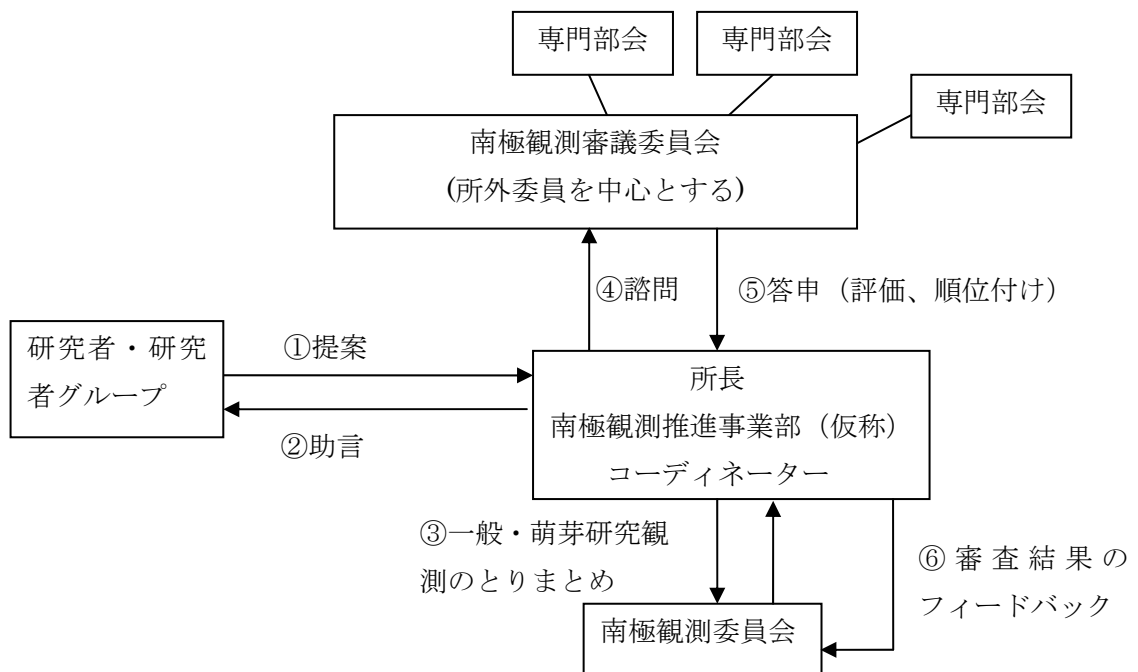 専門部会
専門部会
専門部会
南極観測審議委員会
(所外委員を中心とする)
④諮問
⑤答申（評価、順位付け）
研究者・研究
者グループ
①提案
②助言
所長
南極観測推進事業部（仮称）
コーディネーター
③一般・萌芽研究観
測のとりまとめ
⑥審査結果の
フィードバック
南極観測委員会